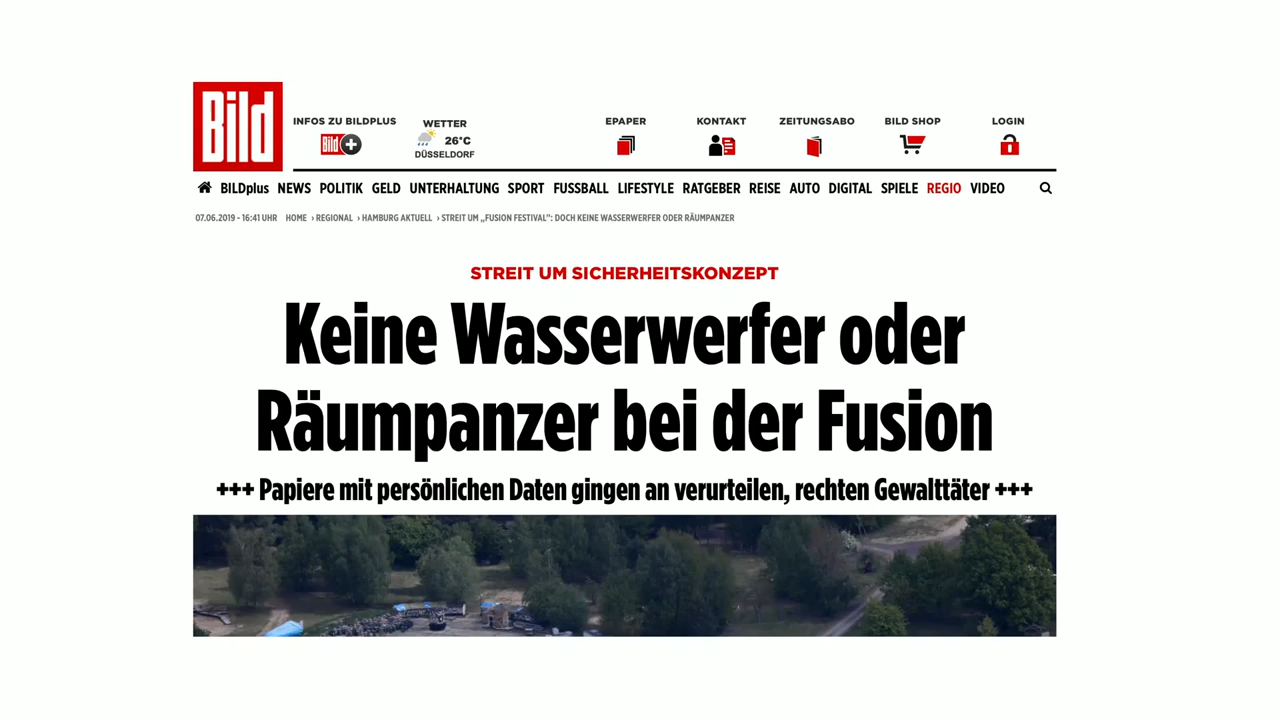 Bild
INFOS ZU BILDPLUS
Bild +
WETTER
26°C
DÜSSELDORF
EPAPER
KONTAKT
ZEITUNGSABO
BILD SHOP
LOGIN
BILDplus NEWS POLITIK GELD UNTERHALTUNG SPORT FUSSBALL LIFESTYLE RATGEBER REISE AUTO DIGITAL SPIELE REGIO VIDEO
07.06.2019 - 16:41 UHR HOME › REGIONAL › HAMBURG AKTUELL › STREIT UM „FUSION FESTIVAL“: DOCH KEINE WASSERWERFER ODER RÄUMPANZER
STREIT UM SICHERHEITSKONZEPT
Keine Wasserwerfer oder
Räumpanzer bei der Fusion
+++ Papiere mit persönlichen Daten gingen an verurteilen, rechten Gewalttäter +++